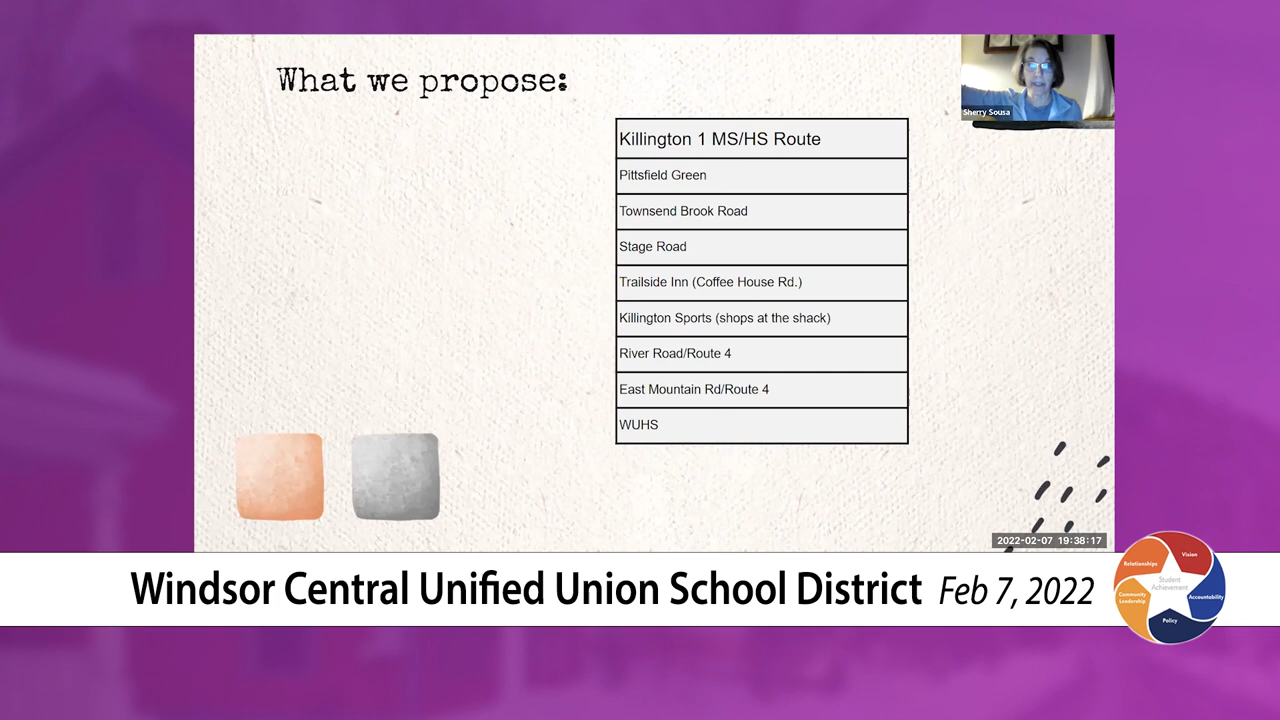 What we propose:
Sherry Sousa
Killington 1 MS/HS Route
Pittsfield Green
Townsend Brook Road
Stage Road
Trailside Inn (Coffee House Rd.)
Killington Sports (shops at the shack)
River Road/Route 4
East Mountain Rd/Route 4
WUHS
2022-02-07 19:38:17
Windsor Central Unified Union School District Feb 7, 2022
Relationships
Vision
Student
Achievement
Community
Leadership
Accountability
Policy